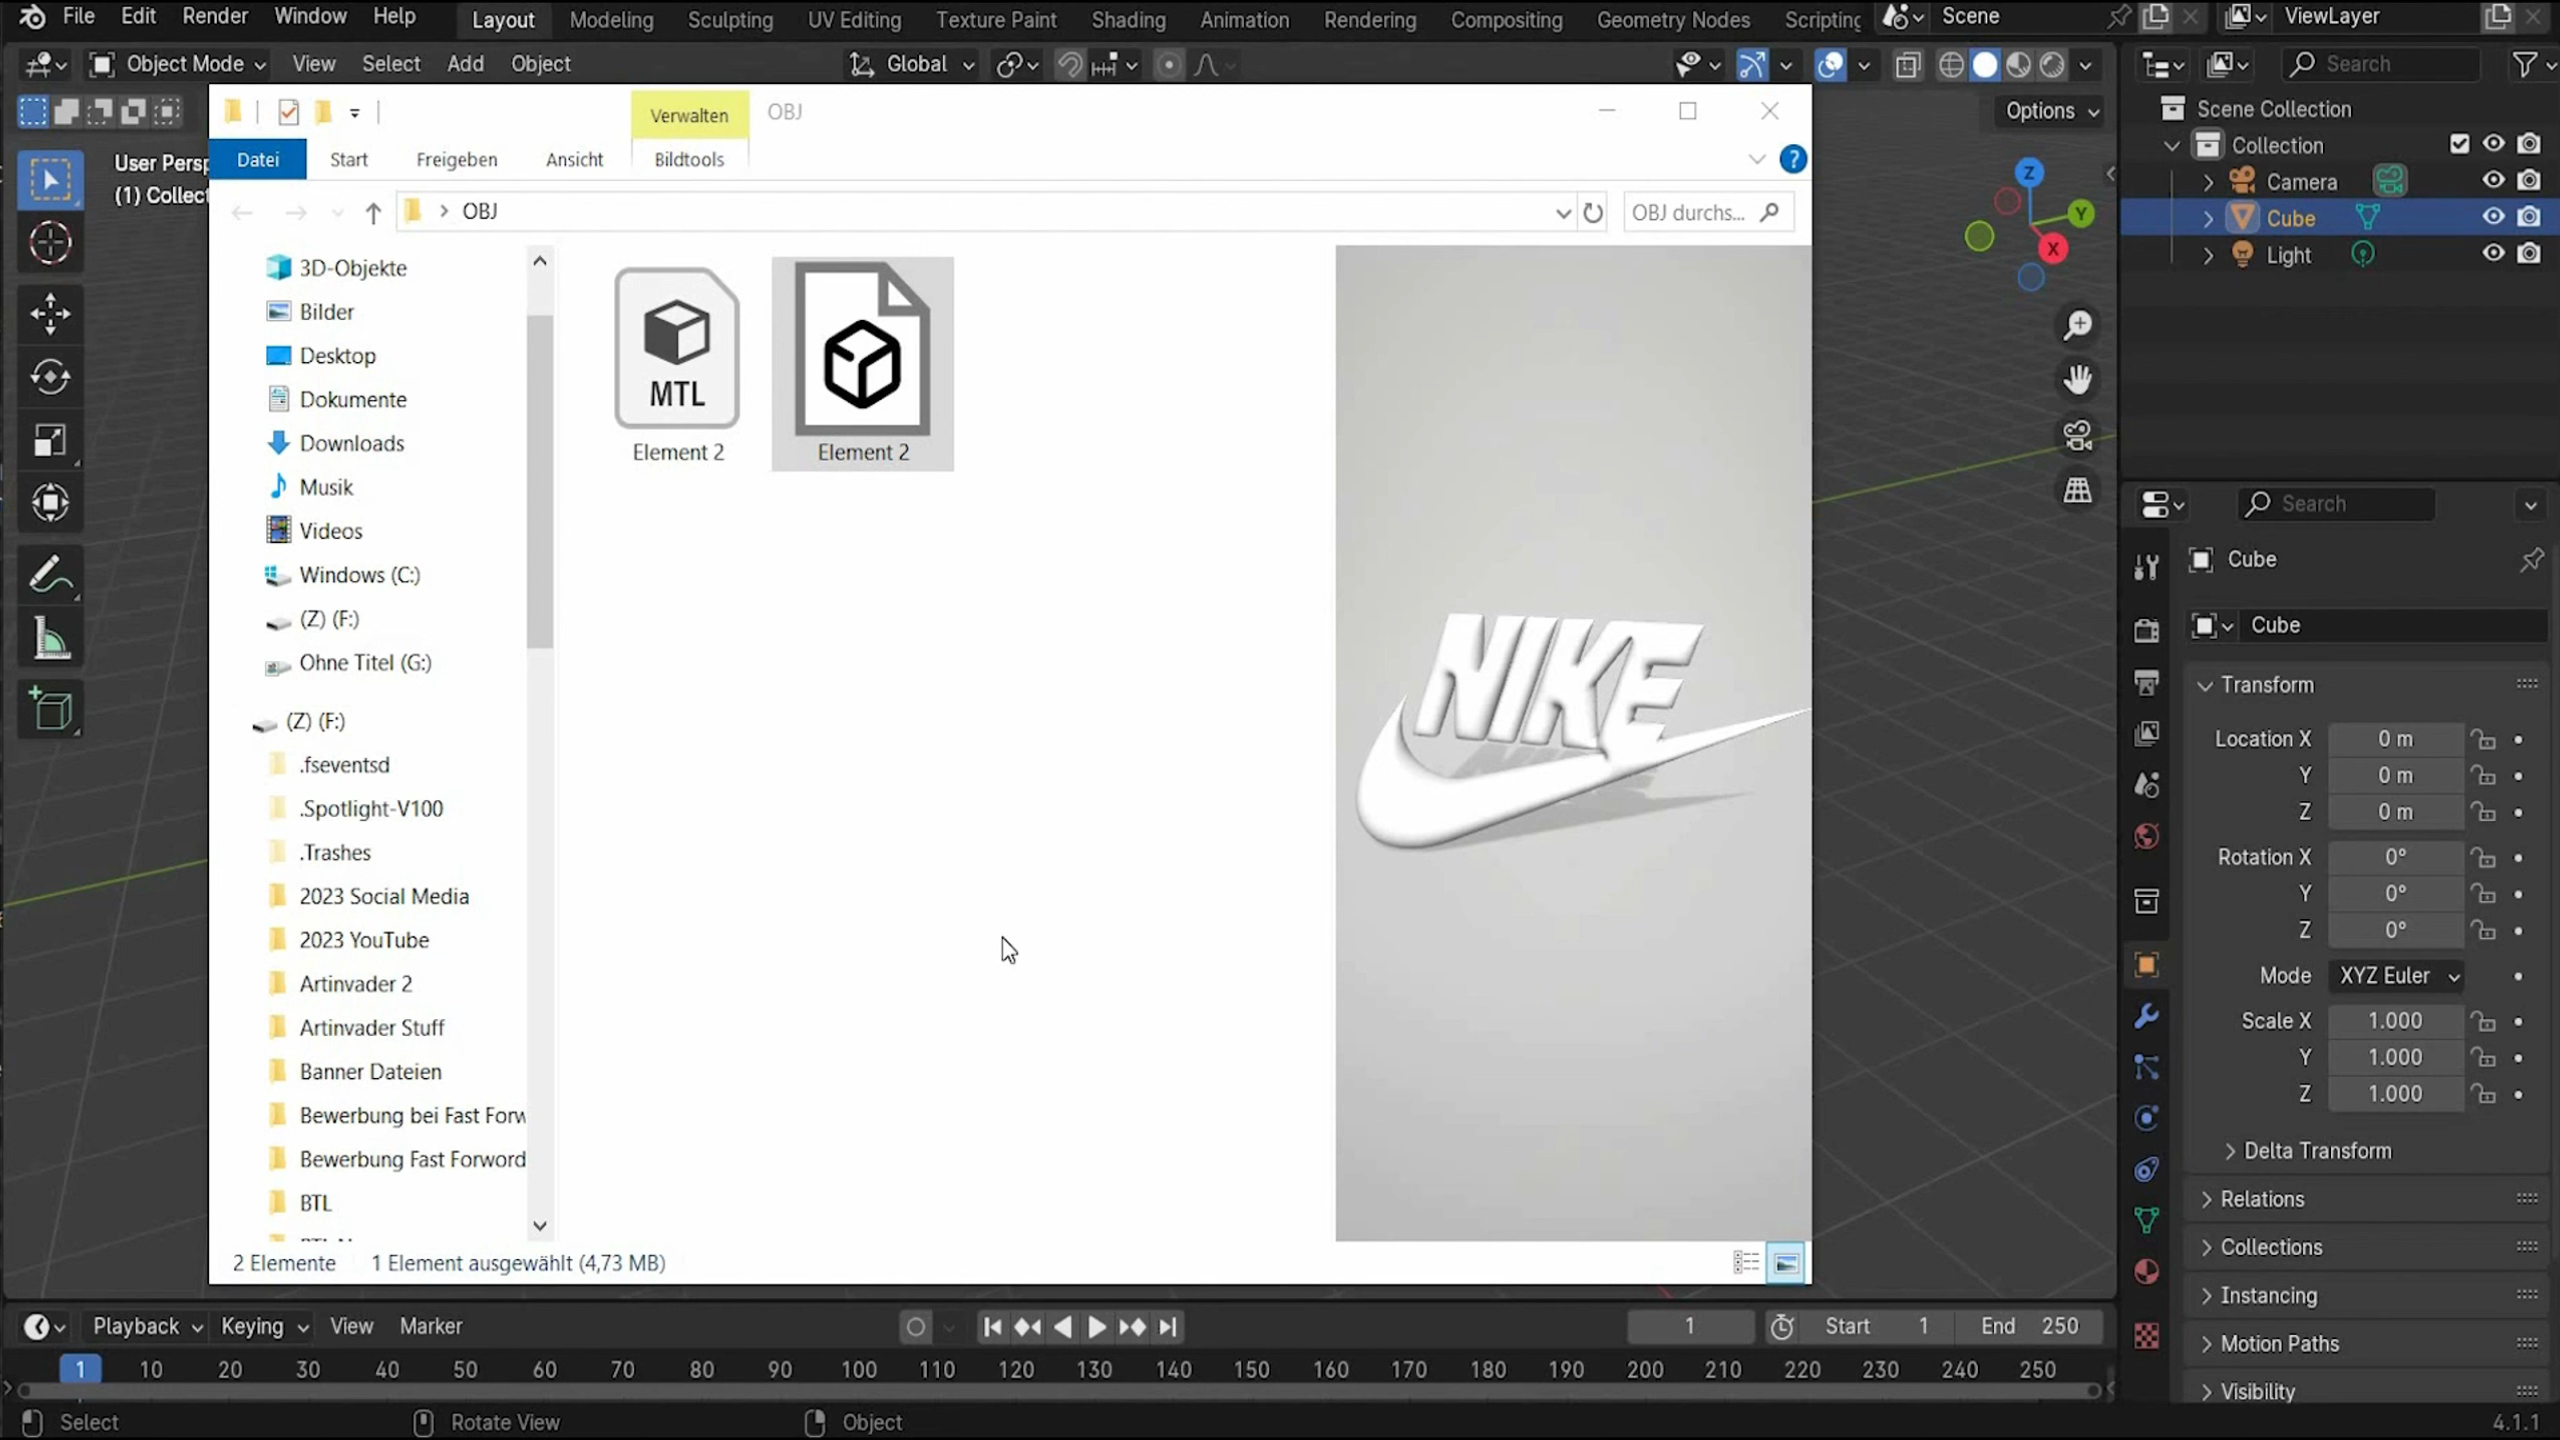 File Edit Render Window Help Layout Modeling Sculpting UV Editing Texture Paint Shading Animation Rendering Compositing Geometry Nodes Scripting Scene ViewLayer
Object Mode View Select Add Object Global Search
Options
User Persp
(1) Collect
Verwalten OBJ
Datei Start Freigeben Ansicht Bildtools
OBJ OBJ durchs...
3D-Objekte
Bilder
Desktop
Dokumente
Downloads
Musik
Videos
Windows (C:)
(Z) (F:)
Ohne Titel (G:)
(Z) (F:)
.fseventsd
.Spotlight-V100
.Trashes
2023 Social Media
2023 YouTube
Artinvader 2
Artinvader Stuff
Banner Dateien
Bewerbung bei Fast Forw
Bewerbung Fast Forword
BTL
MTL
Element 2 Element 2
NIKE
2 Elemente 1 Element ausgewählt (4,73 MB)
Z
Y
X
Scene Collection
Collection
Camera
Cube
Light
Search
Cube
Cube
Transform
Location X 0 m
Y 0 m
Z 0 m
Rotation X 0°
Y 0°
Z 0°
Mode XYZ Euler
Scale X 1.000
Y 1.000
Z 1.000
Delta Transform
Relations
Collections
Instancing
Motion Paths
Visibility
Playback Keying View Marker 1 Start 1 End 250
1 10 20 30 40 50 60 70 80 90 100 110 120 130 140 150 160 170 180 190 200 210 220 230 240 250
Select Rotate View Object 4.1.1